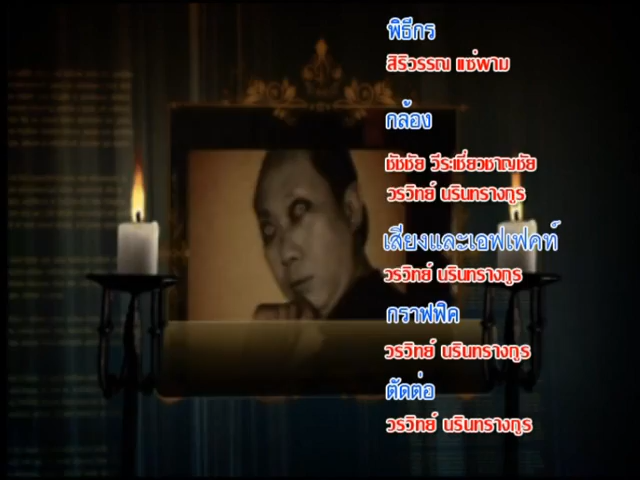 พิธีกร
สิริวรรณ แซ่พาม
กล้อง
ชัชชัย วีระเชี่ยวชาญชัย
วรวิทย์ นรินทรางกูร
เสียงและเอฟเฟคท์
วรวิทย์ นรินทรางกูร
กราฟฟิค
วรวิทย์ นรินทรางกูร
ตัดต่อ
วรวิทย์ นรินทรางกูร